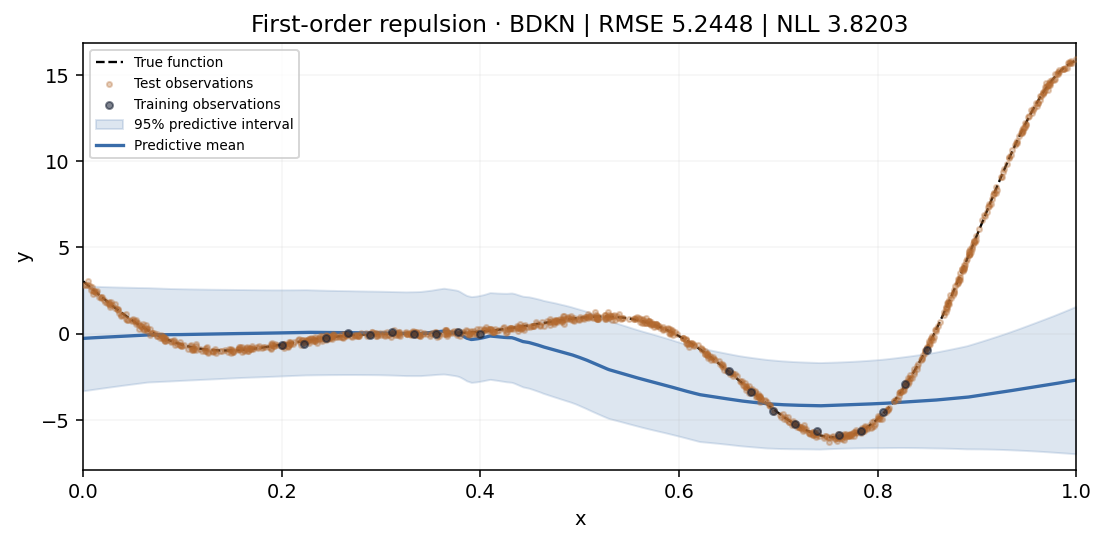 First-order repulsion · BDKN | RMSE 5.2448 | NLL 3.8203
True function
Test observations
Training observations
95% predictive interval
Predictive mean
15
10
5
0
−5
y
0.0 0.2 0.4 0.6 0.8 1.0
x